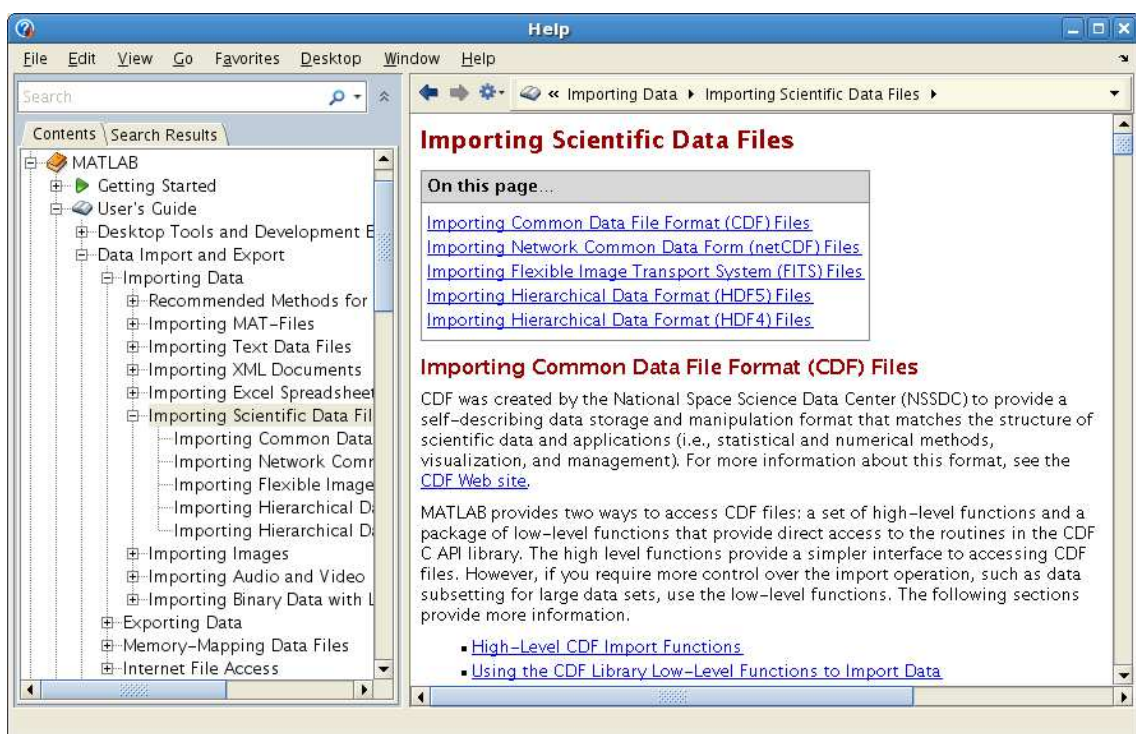 Help
File Edit View Go Favorites Desktop Window Help
Search
« Importing Data ▸ Importing Scientific Data Files ▸
Contents Search Results
MATLAB
Getting Started
User's Guide
Desktop Tools and Development E
Data Import and Export
Importing Data
Recommended Methods for
Importing MAT-Files
Importing Text Data Files
Importing XML Documents
Importing Excel Spreadsheet
Importing Scientific Data Fil
Importing Common Data
Importing Network Comm
Importing Flexible Image
Importing Hierarchical Da
Importing Hierarchical Da
Importing Images
Importing Audio and Video
Importing Binary Data with L
Exporting Data
Memory-Mapping Data Files
Internet File Access
Importing Scientific Data Files
On this page...
Importing Common Data File Format (CDF) Files
Importing Network Common Data Form (netCDF) Files
Importing Flexible Image Transport System (FITS) Files
Importing Hierarchical Data Format (HDF5) Files
Importing Hierarchical Data Format (HDF4) Files
Importing Common Data File Format (CDF) Files
CDF was created by the National Space Science Data Center (NSSDC) to provide a
self-describing data storage and manipulation format that matches the structure of
scientific data and applications (i.e., statistical and numerical methods,
visualization, and management). For more information about this format, see the
CDF Web site.
MATLAB provides two ways to access CDF files: a set of high-level functions and a
package of low-level functions that provide direct access to the routines in the CDF
C API library. The high level functions provide a simpler interface to accessing CDF
files. However, if you require more control over the import operation, such as data
subsetting for large data sets, use the low-level functions. The following sections
provide more information.
▪ High-Level CDF Import Functions
▪ Using the CDF Library Low-Level Functions to Import Data